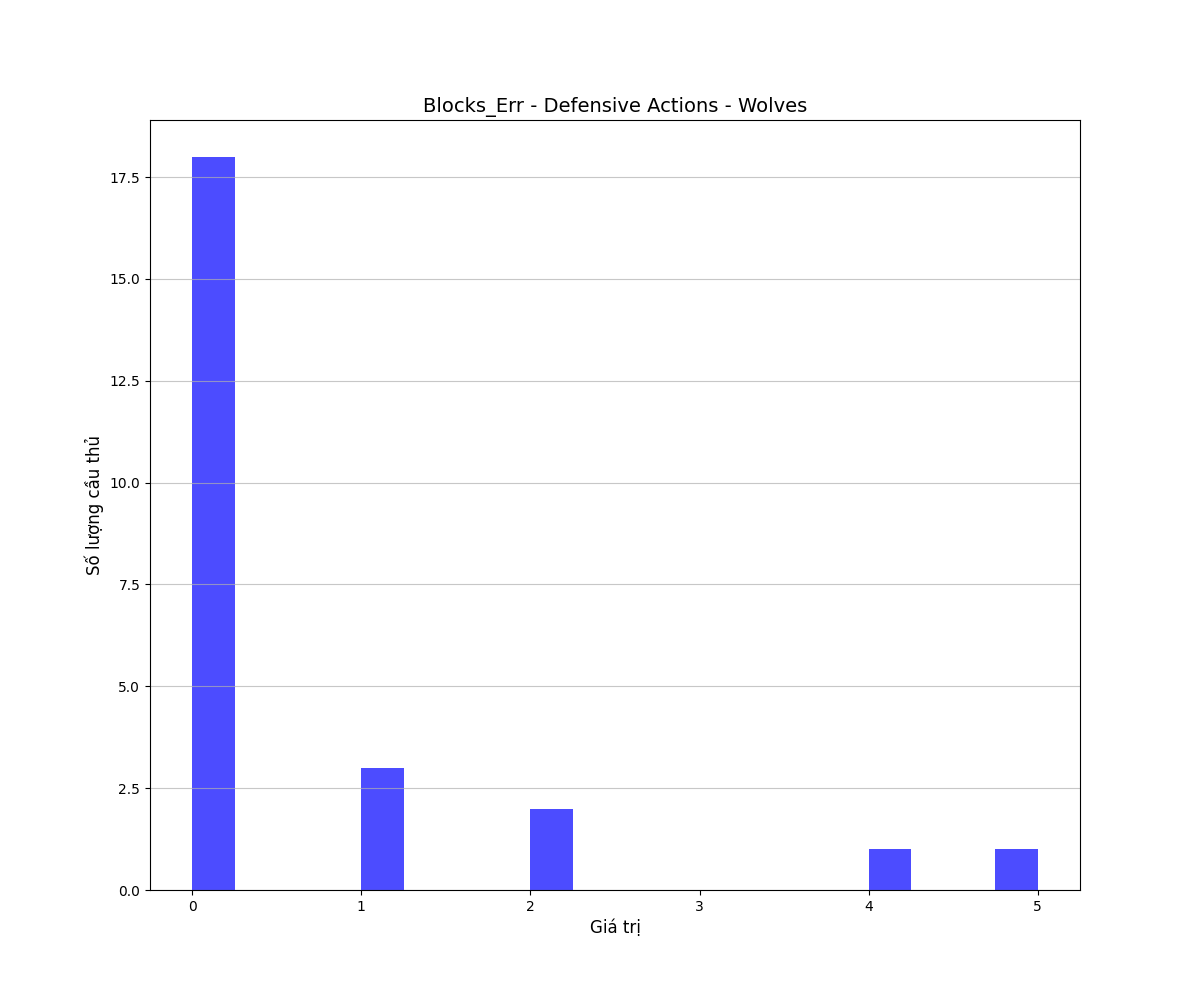 Blocks_Err - Defensive Actions - Wolves
Số lượng cầu thủ
17.5
15.0
12.5
10.0
7.5
5.0
2.5
0.0
0 1 2 3 4 5
Giá trị